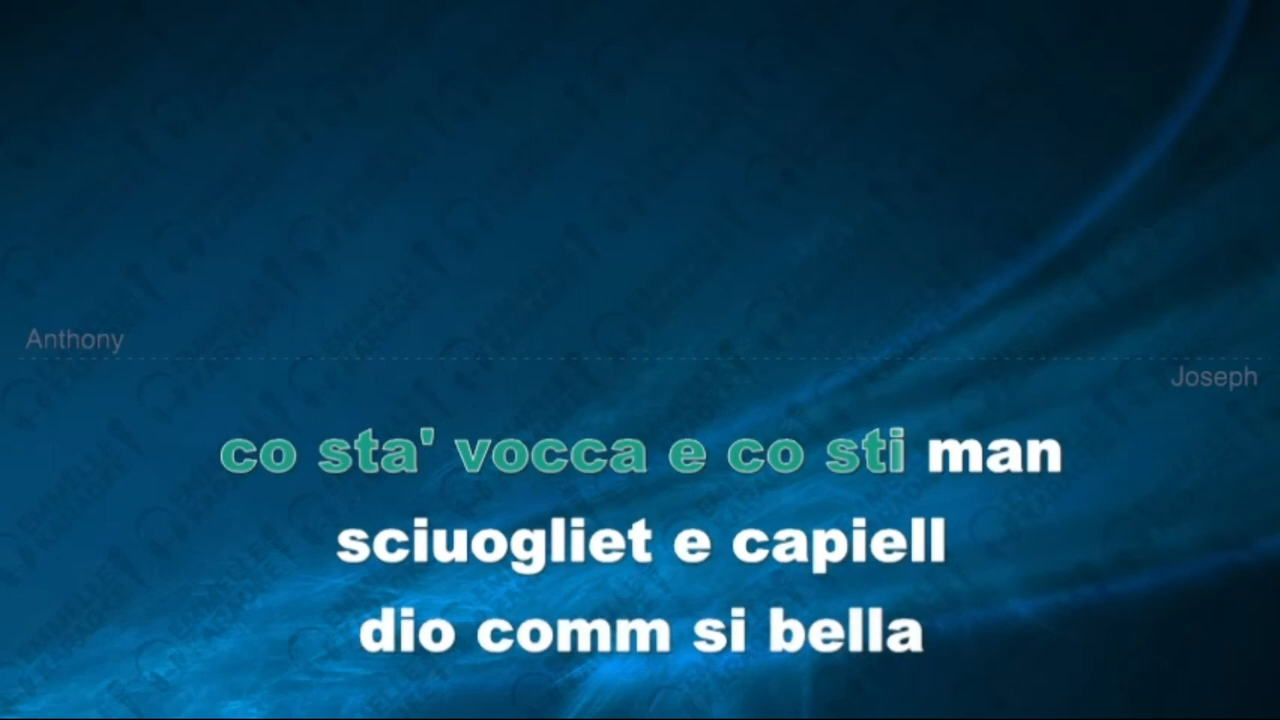 Anthony
Joseph
co sta' vocca e co sti man
sciuogliet e capiell
dio comm si bella